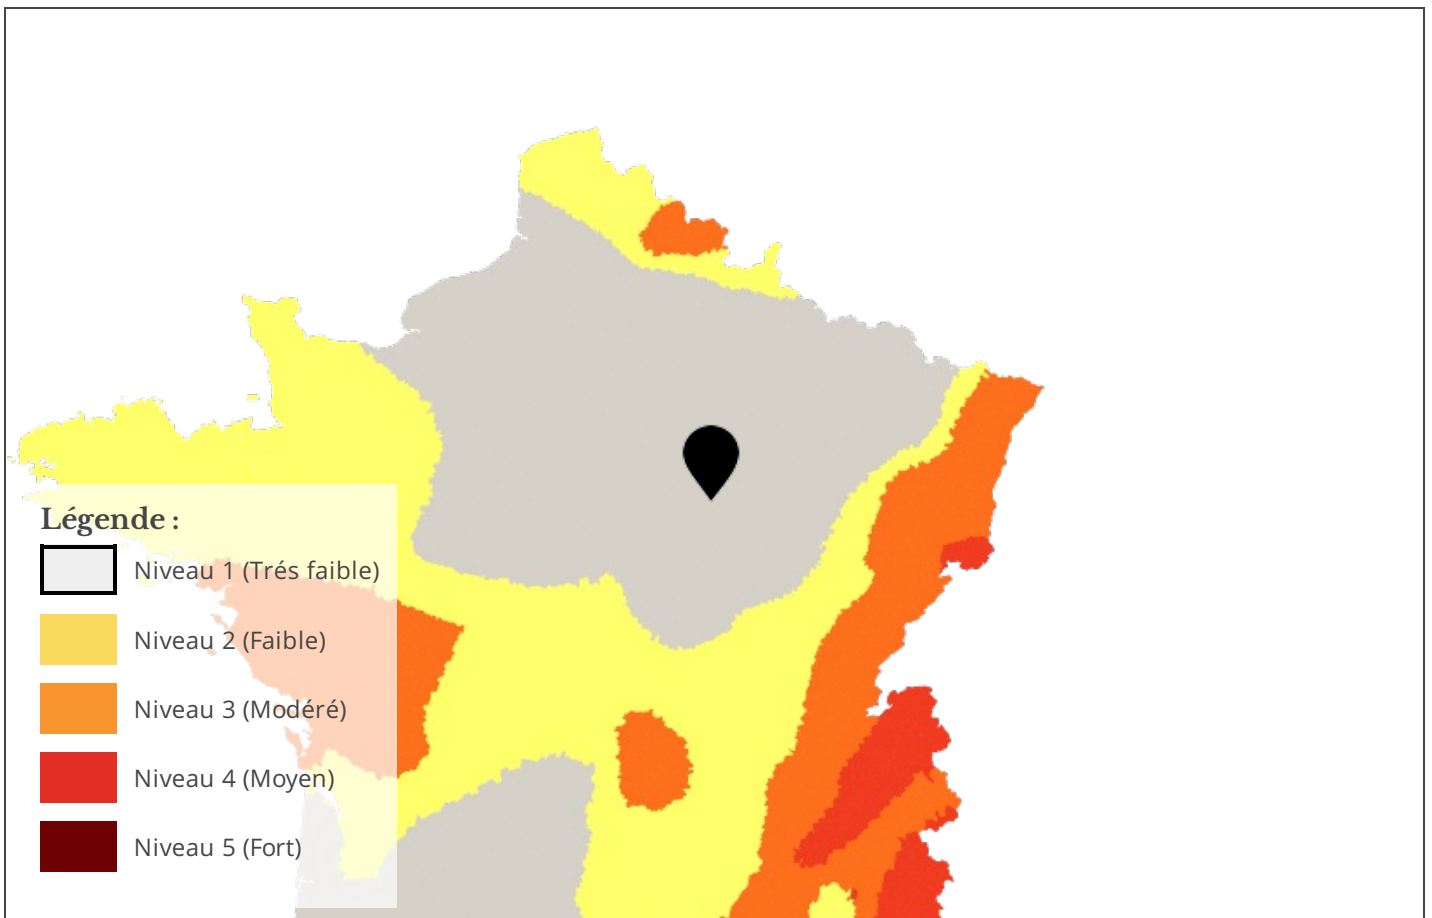 Légende :
Niveau 1 (Trés faible)
Niveau 2 (Faible)
Niveau 3 (Modéré)
Niveau 4 (Moyen)
Niveau 5 (Fort)